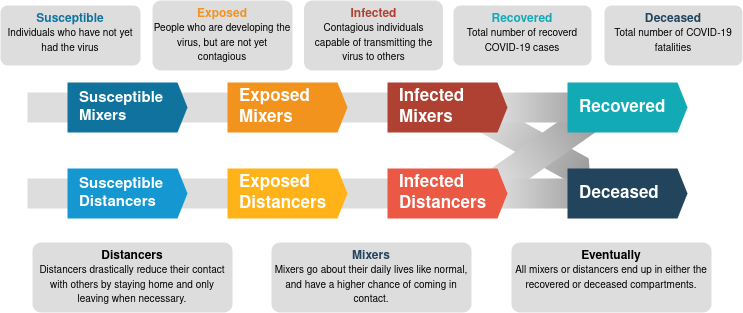 Susceptible
Individuals who have not yet
had the virus
Exposed
People who are developing the
virus, but are not yet
contagious
Infected
Contagious individuals
capable of transmitting the
virus to others
Recovered
Total number of recoverd
COVID-19 cases
Deceased
Total number of COVID-19
fatalities
Susceptible
Mixers
Exposed
Mixers
Infected
Mixers
Recovered
Susceptible
Distancers
Exposed
Distancers
Infected
Distancers
Deceased
Distancers
Distancers drastically reduce their contact
with others by staying home and only
leaving when necessary.
Mixers
Mixers go about their daily lives like normal,
and have a higher chance of coming in
contact.
Eventually
All mixers or distancers end up in either the
recovered or deceased compartments.